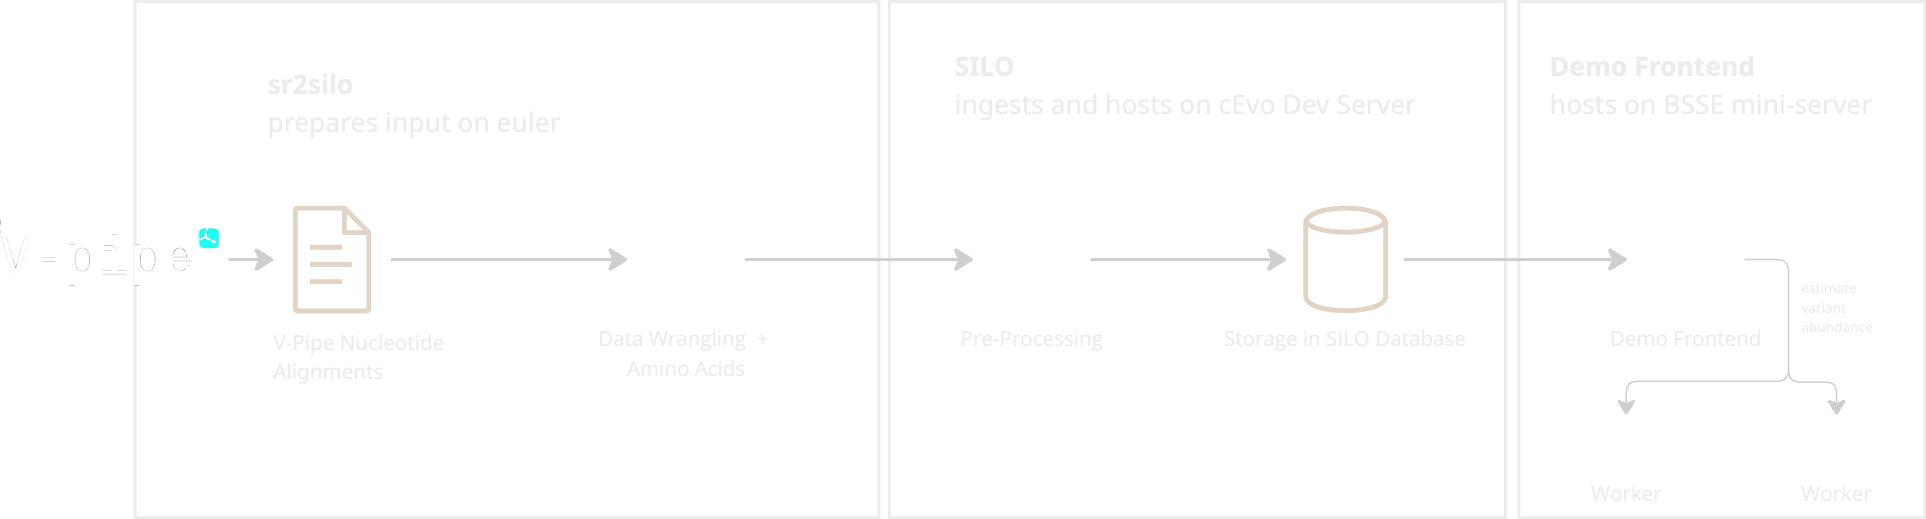 sr2silo
prepares input on euler
SILO
ingests and hosts on cEvo Dev Server
Demo Frontend
hosts on BSSE mini-server
V-pipe
V-Pipe Nucleotide
Alignments
Data Wrangling +
Amino Acids
Pre-Processing
Storage in SILO Database
Demo Frontend
estimate
variant
abundance
Worker
Worker